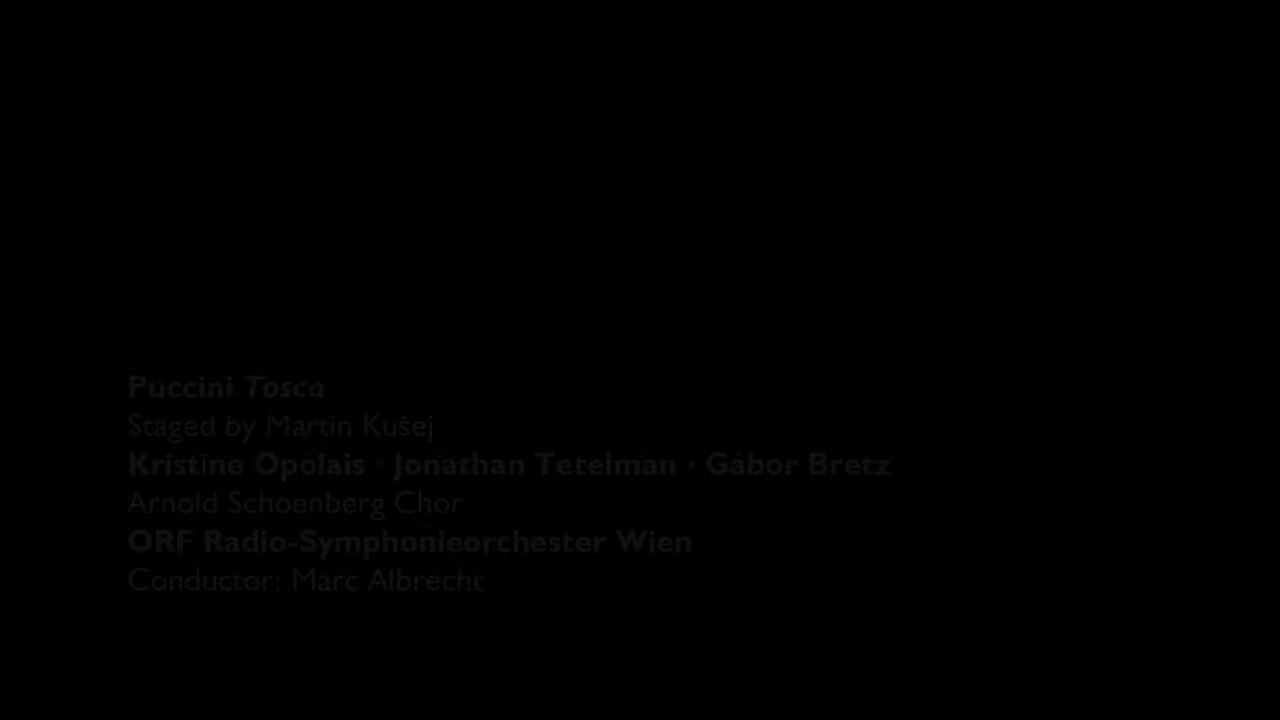 Puccini Tosca
Staged by Martin Kušej
Kristine Opolais · Jonathan Tetelman · Gábor Bretz
Arnold Schoenberg Chor
ORF Radio-Symphonieorchester Wien
Conductor: Marc Albrecht